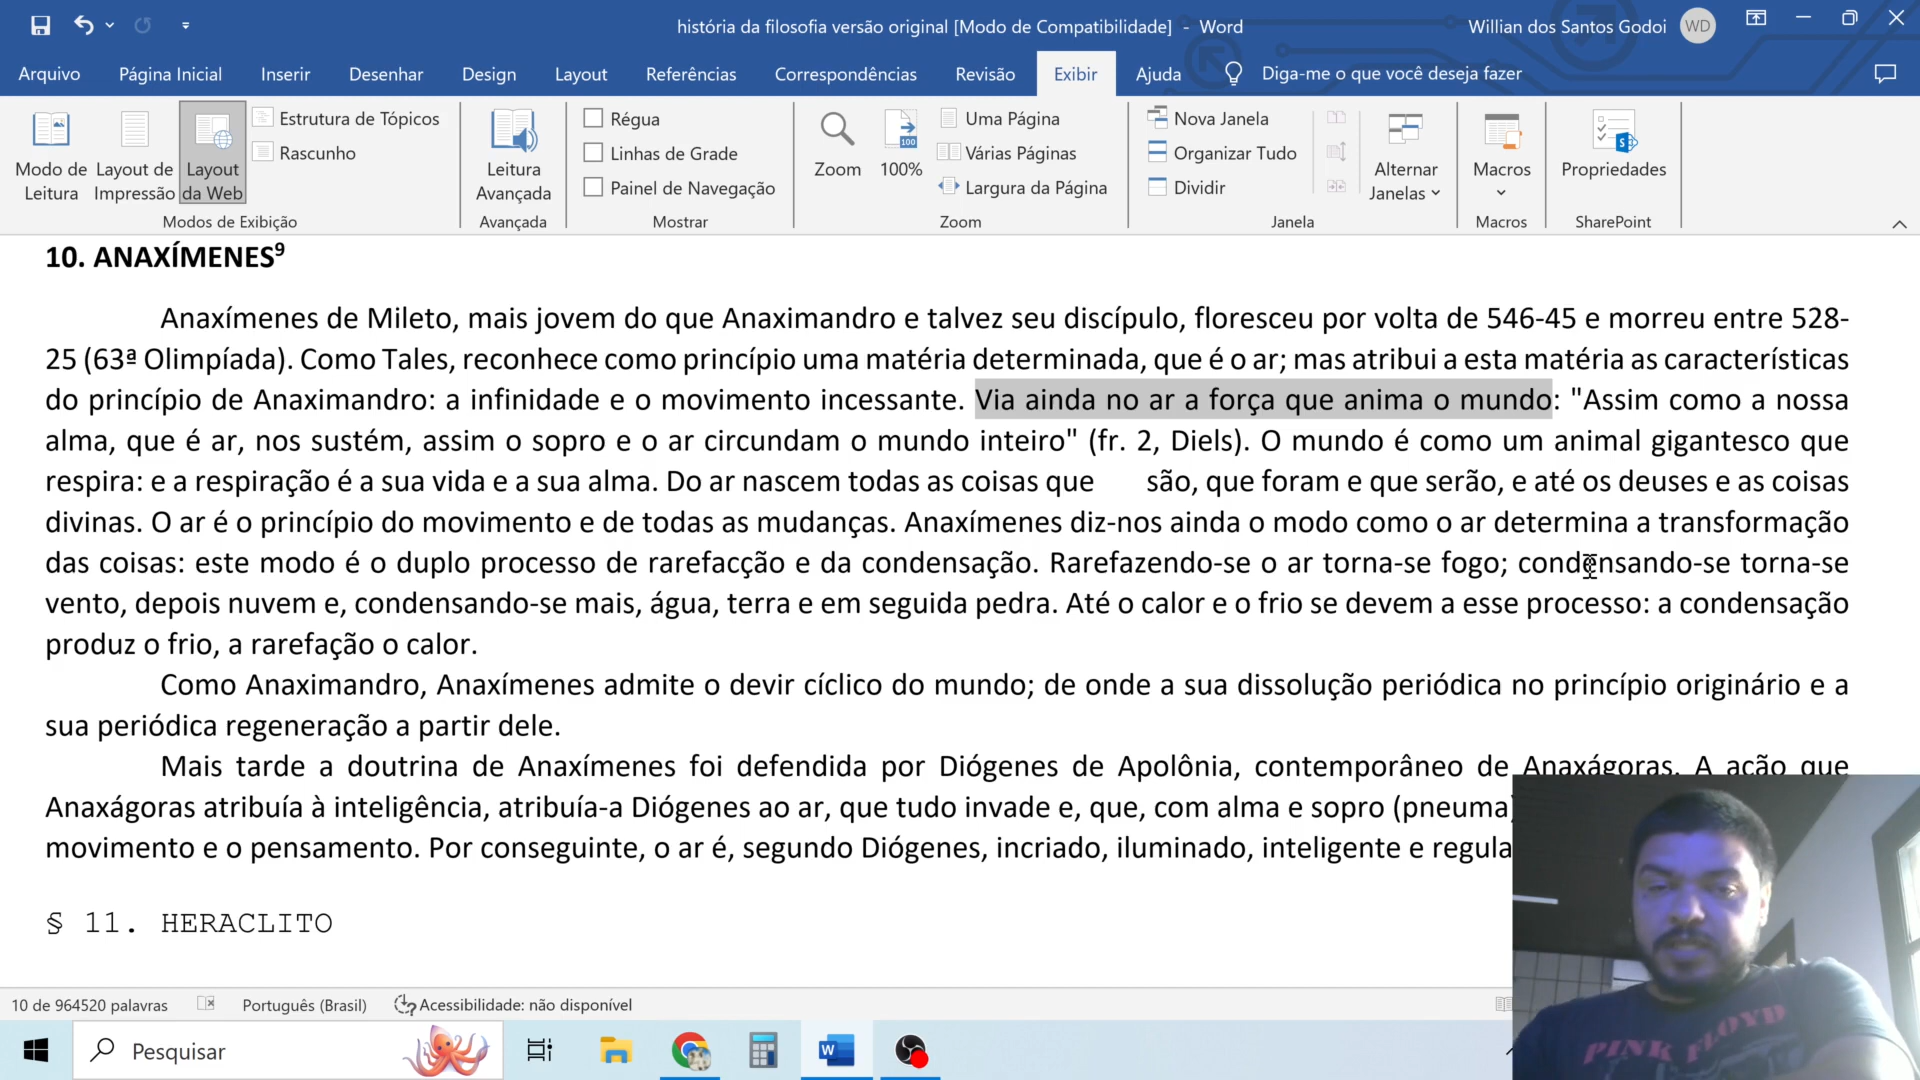 história da filosofia versão original [Modo de Compatibilidade] - Word
Willian dos Santos Godoi
WD
Arquivo
Página Inicial
Inserir
Desenhar
Design
Layout
Referências
Correspondências
Revisão
Exibir
Ajuda
Diga-me o que você deseja fazer
Modo de Leitura
Layout de Impressão
Layout da Web
Estrutura de Tópicos
Rascunho
Modos de Exibição
Leitura Avançada
Avançada
Régua
Linhas de Grade
Painel de Navegação
Mostrar
Zoom
100
100%
Uma Página
Várias Páginas
Largura da Página
Zoom
Nova Janela
Organizar Tudo
Dividir
Janela
Alternar Janelas
Macros
Macros
Propriedades
SharePoint
10. ANAXÍMENES⁹
Anaxímenes de Mileto, mais jovem do que Anaximandro e talvez seu discípulo, floresceu por volta de 546-45 e morreu entre 528-
25 (63ª Olimpíada). Como Tales, reconhece como princípio uma matéria determinada, que é o ar; mas atribui a esta matéria as características
do princípio de Anaximandro: a infinidade e o movimento incessante. Via ainda no ar a força que anima o mundo: "Assim como a nossa
alma, que é ar, nos sustém, assim o sopro e o ar circundam o mundo inteiro" (fr. 2, Diels). O mundo é como um animal gigantesco que
respira: e a respiração é a sua vida e a sua alma. Do ar nascem todas as coisas que são, que foram e que serão, e até os deuses e as coisas
divinas. O ar é o princípio do movimento e de todas as mudanças. Anaxímenes diz-nos ainda o modo como o ar determina a transformação
das coisas: este modo é o duplo processo de rarefacção e da condensação. Rarefazendo-se o ar torna-se fogo; condensando-se torna-se
vento, depois nuvem e, condensando-se mais, água, terra e em seguida pedra. Até o calor e o frio se devem a esse processo: a condensação
produz o frio, a rarefação o calor.
Como Anaximandro, Anaxímenes admite o devir cíclico do mundo; de onde a sua dissolução periódica no princípio originário e a
sua periódica regeneração a partir dele.
Mais tarde a doutrina de Anaxímenes foi defendida por Diógenes de Apolônia, contemporâneo de Anaxágoras. A ação que
Anaxágoras atribuía à inteligência, atribuía-a Diógenes ao ar, que tudo invade e, que, com alma e sopro (pneuma)
movimento e o pensamento. Por conseguinte, o ar é, segundo Diógenes, incriado, iluminado, inteligente e regula
§ 11. HERACLITO
PINK FLOYD
10 de 964520 palavras
Português (Brasil)
Acessibilidade: não disponível
Pesquisar